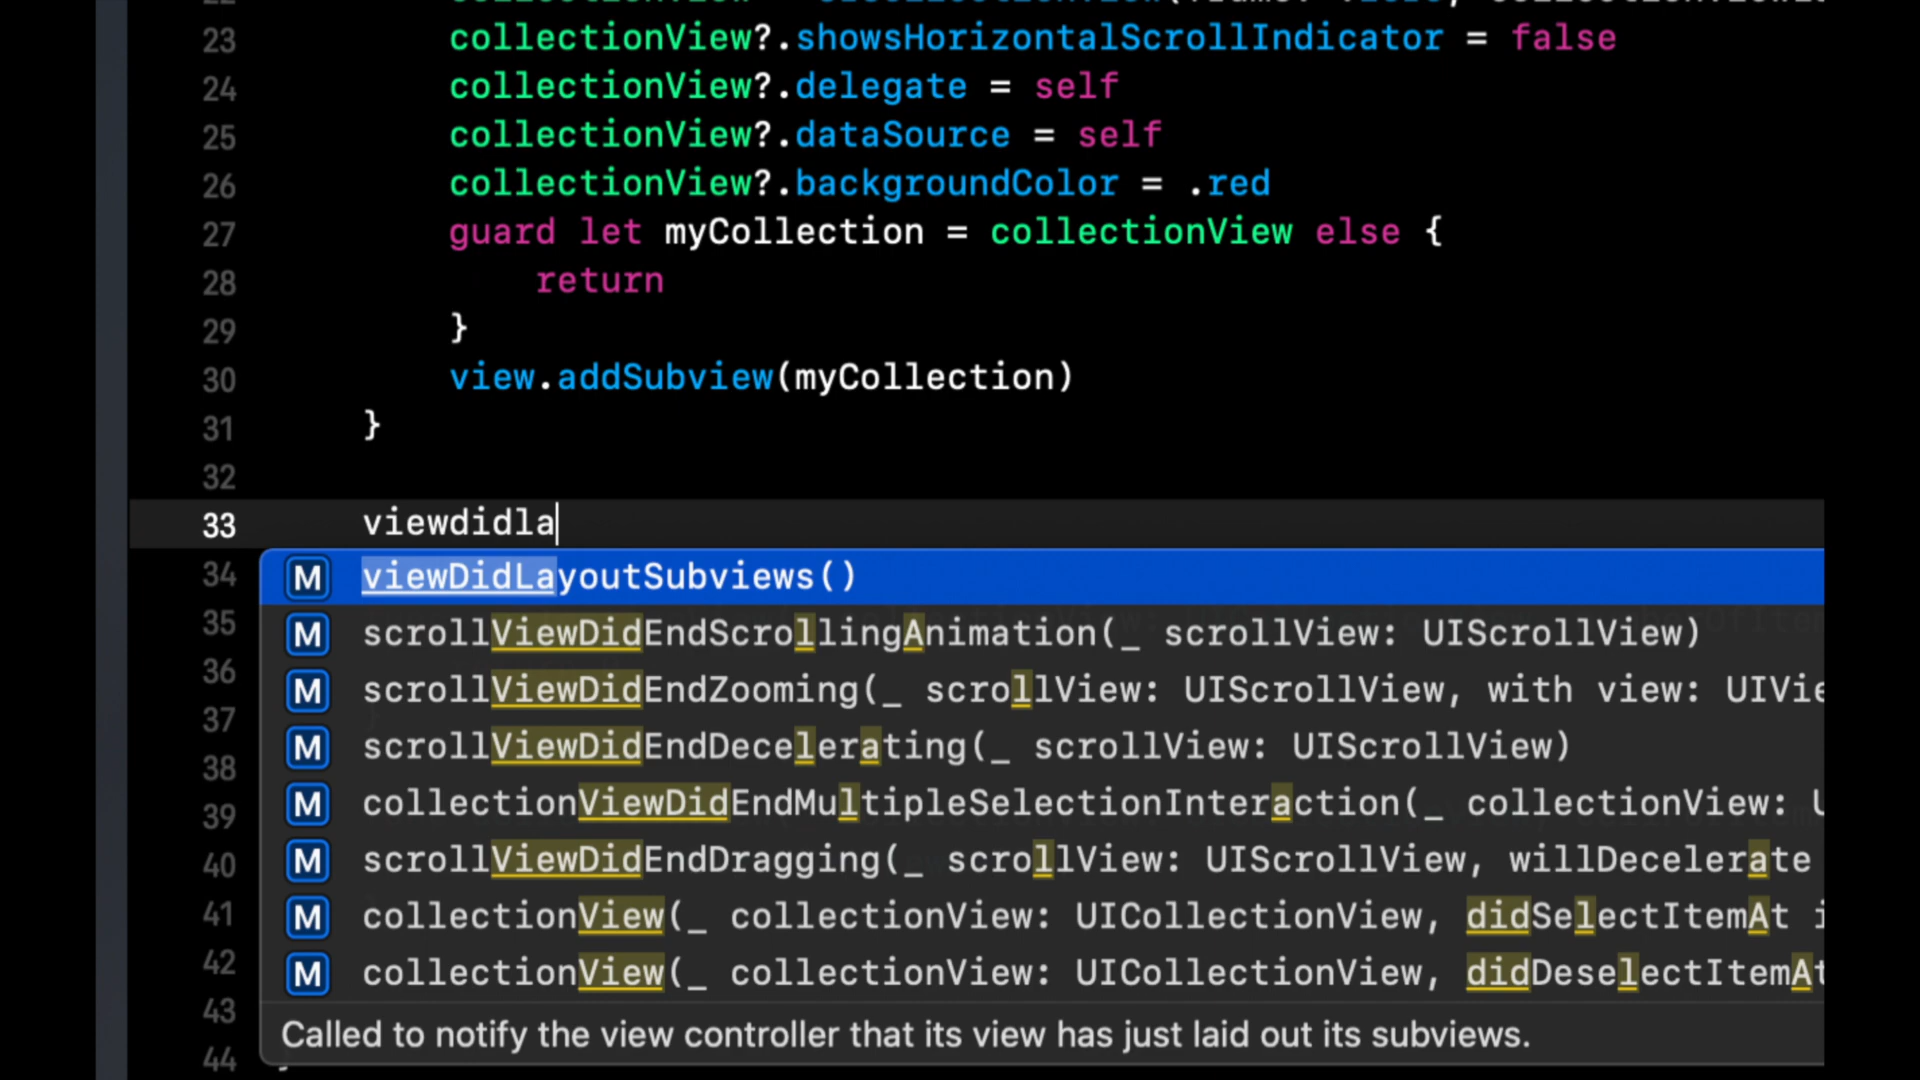 23 collectionView?.showsHorizontalScrollIndicator = false
24 collectionView?.delegate = self
25 collectionView?.dataSource = self
26 collectionView?.backgroundColor = .red
27 guard let myCollection = collectionView else {
28 return
29 }
30 view.addSubview(myCollection)
31 }
32
33 viewdidla
34 M viewDidLayoutSubviews()
35 M scrollViewDidEndScrollingAnimation(_ scrollView: UIScrollView)
36 M scrollViewDidEndZooming(_ scrollView: UIScrollView, with view: UIVie
37
38 M scrollViewDidEndDecelerating(_ scrollView: UIScrollView)
39 M collectionViewDidEndMultipleSelectionInteraction(_ collectionView: U
40 M scrollViewDidEndDragging(_ scrollView: UIScrollView, willDecelerate
41 M collectionView(_ collectionView: UICollectionView, didSelectItemAt i
42 M collectionView(_ collectionView: UICollectionView, didDeselectItemAt
43 Called to notify the view controller that its view has just laid out its subviews.
44